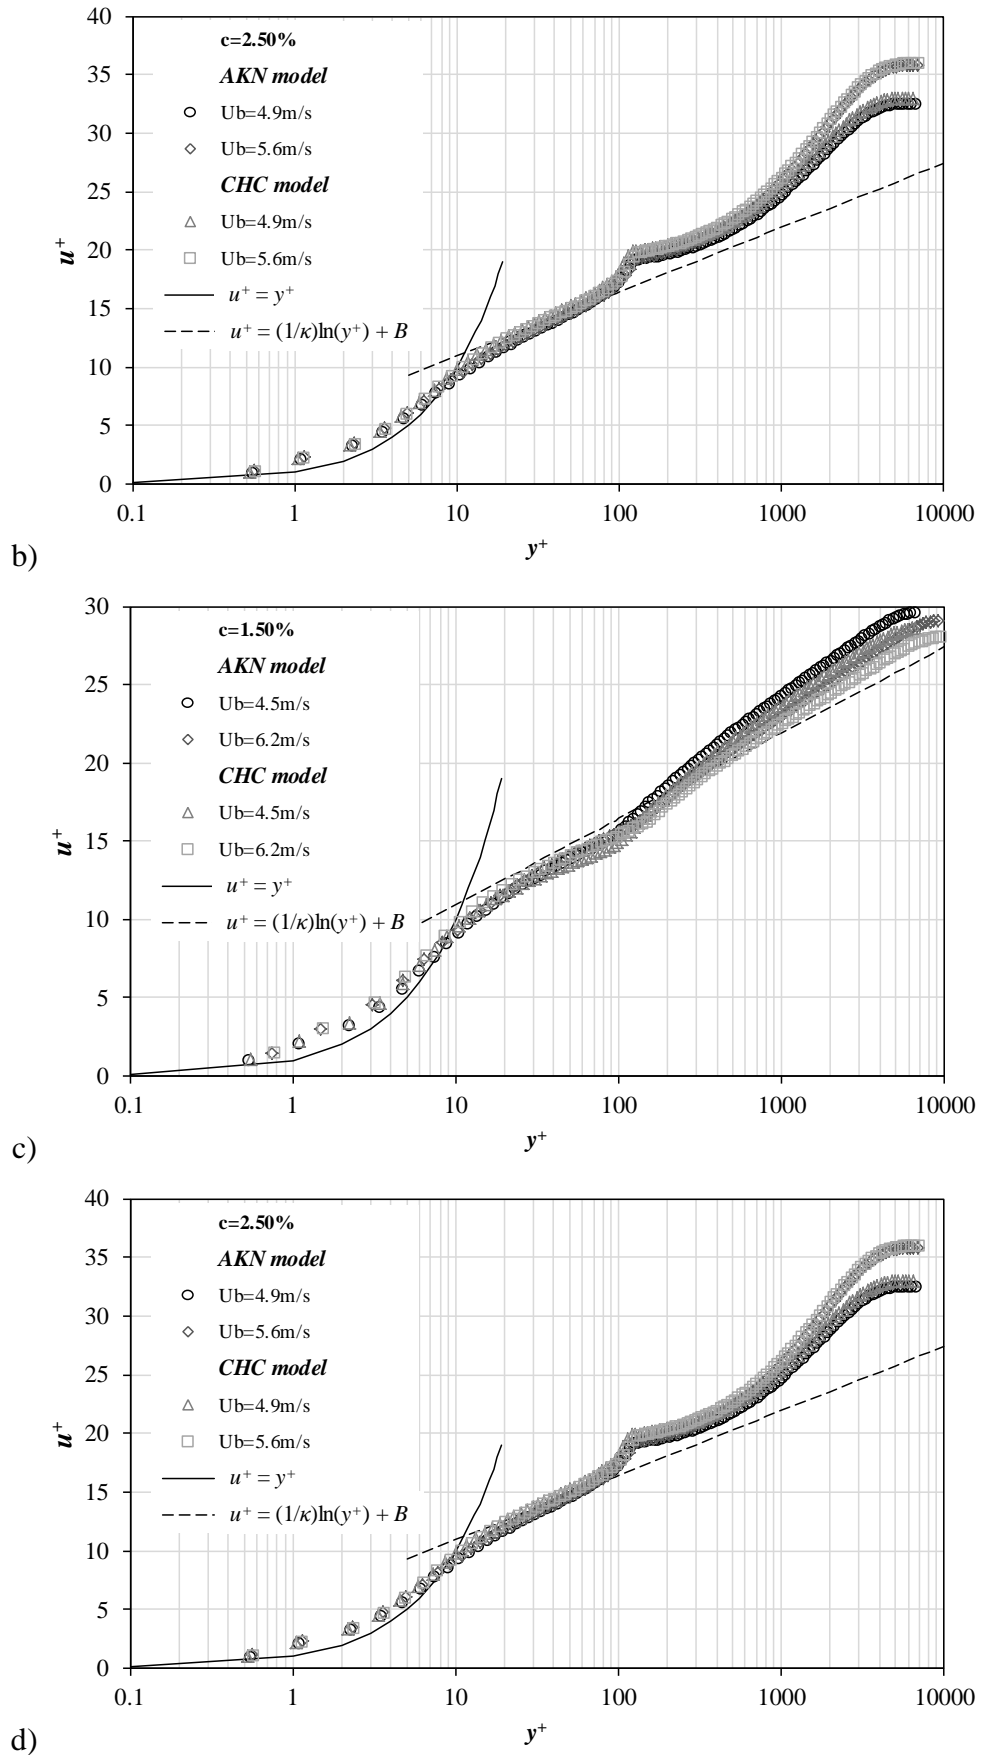 40
35
30
25
20
15
10
5
0
u⁺
c=2.50%
AKN model
Ub=4.9m/s
Ub=5.6m/s
CHC model
Ub=4.9m/s
Ub=5.6m/s
u⁺ = y⁺
u⁺ = (1/κ)ln(y⁺) + B
0.1 1 10 100 1000 10000
y⁺
b)
30
25
20
15
10
5
0
u⁺
c=1.50%
AKN model
Ub=4.5m/s
Ub=6.2m/s
CHC model
Ub=4.5m/s
Ub=6.2m/s
u⁺ = y⁺
u⁺ = (1/κ)ln(y⁺) + B
0.1 1 10 100 1000 10000
y⁺
c)
40
35
30
25
20
15
10
5
0
u⁺
c=2.50%
AKN model
Ub=4.9m/s
Ub=5.6m/s
CHC model
Ub=4.9m/s
Ub=5.6m/s
u⁺ = y⁺
u⁺ = (1/κ)ln(y⁺) + B
0.1 1 10 100 1000 10000
y⁺
d)